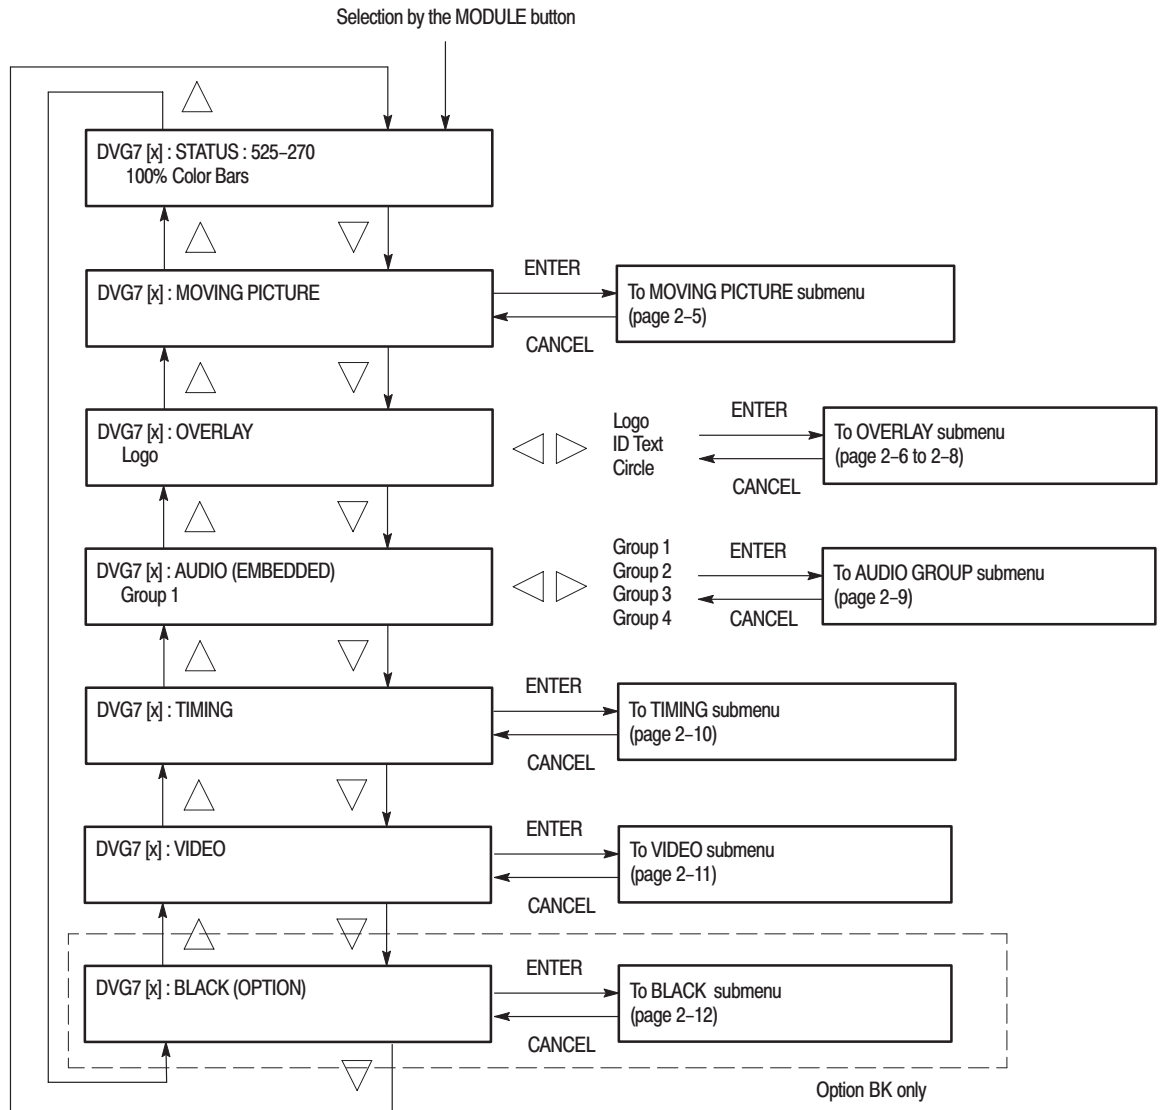 Selection by the MODULE button
DVG7 [x] : STATUS : 525–270
100% Color Bars
DVG7 [x] : MOVING PICTURE
ENTER
CANCEL
To MOVING PICTURE submenu
(page 2–5)
DVG7 [x] : OVERLAY
Logo
Logo
ID Text
Circle
ENTER
CANCEL
To OVERLAY submenu
(page 2–6 to 2–8)
DVG7 [x] : AUDIO (EMBEDDED)
Group 1
Group 1
Group 2
Group 3
Group 4
ENTER
CANCEL
To AUDIO GROUP submenu
(page 2–9)
DVG7 [x] : TIMING
ENTER
CANCEL
To TIMING submenu
(page 2–10)
DVG7 [x] : VIDEO
ENTER
CANCEL
To VIDEO submenu
(page 2–11)
DVG7 [x] : BLACK (OPTION)
ENTER
CANCEL
To BLACK submenu
(page 2–12)
Option BK only